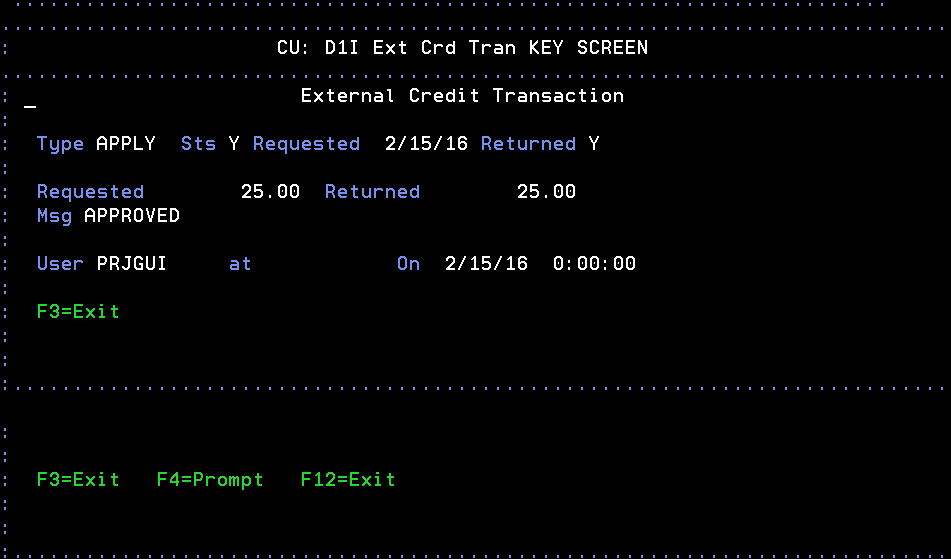 CU: D1I Ext Crd Tran KEY SCREEN
External Credit Transaction
Type APPLY Sts Y Requested 2/15/16 Returned Y
Requested 25.00 Returned 25.00
Msg APPROVED
User PRJGUI at On 2/15/16 0:00:00
F3=Exit
F3=Exit F4=Prompt F12=Exit